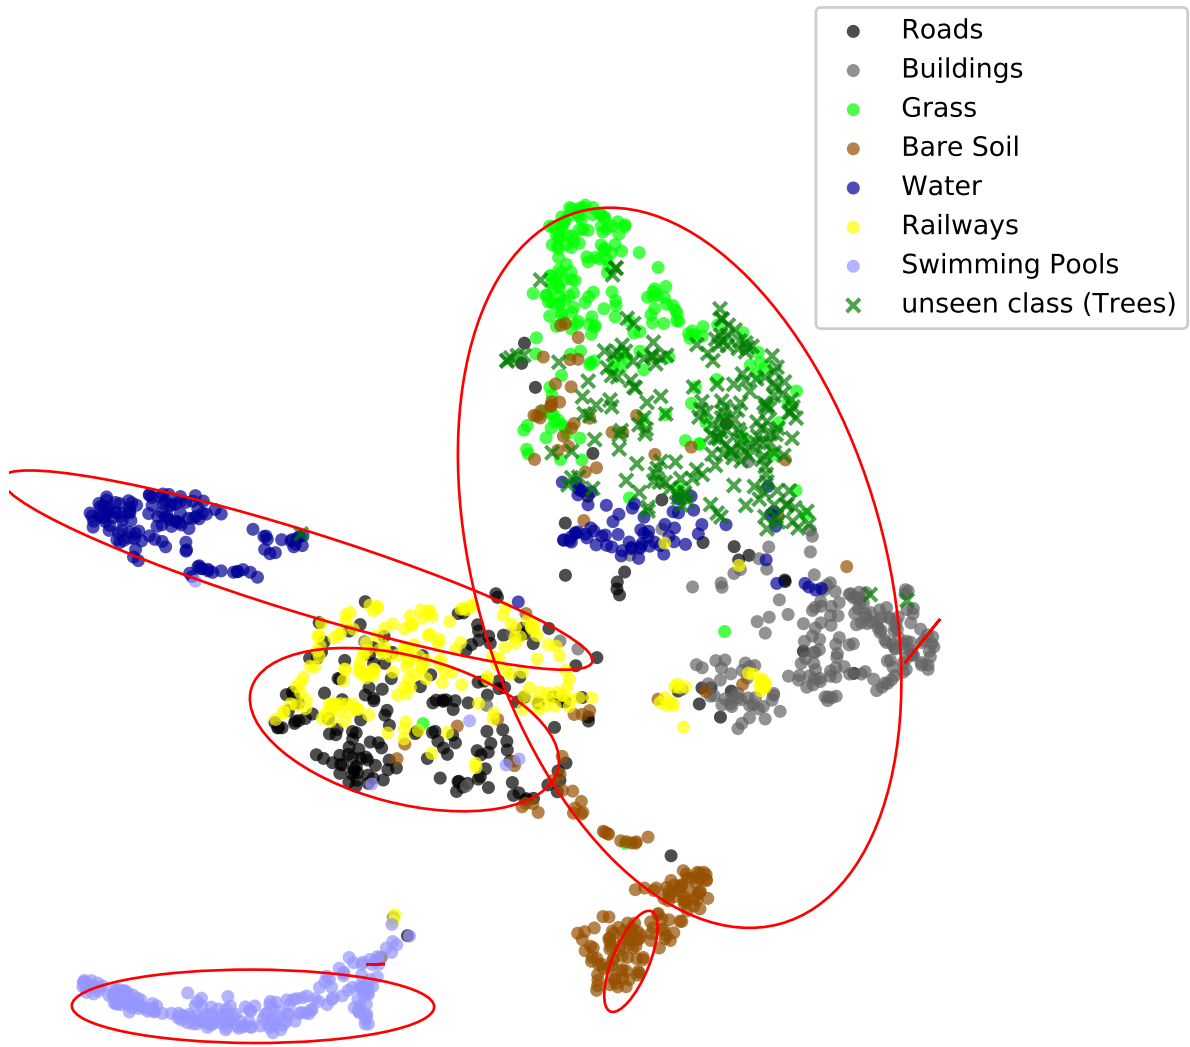 Roads
Buildings
Grass
Bare Soil
Water
Railways
Swimming Pools
unseen class (Trees)